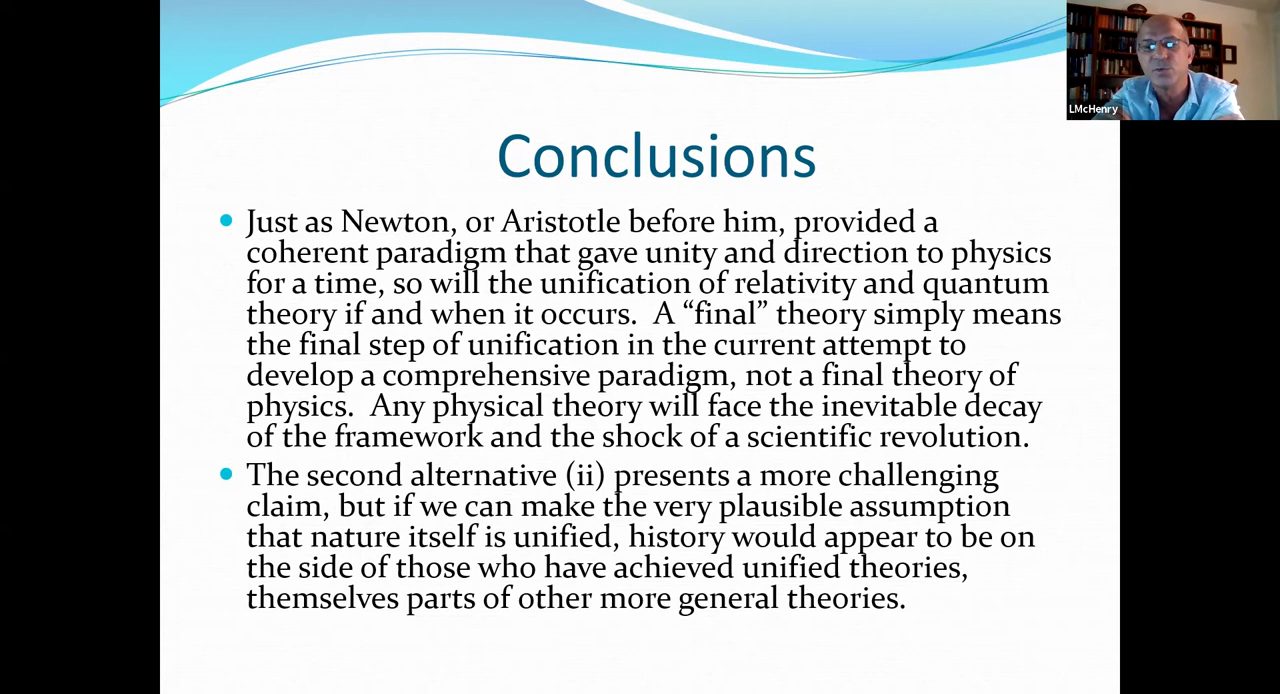 LMcHenry
Conclusions
Just as Newton, or Aristotle before him, provided a
coherent paradigm that gave unity and direction to physics
for a time, so will the unification of relativity and quantum
theory if and when it occurs.  A “final” theory simply means
the final step of unification in the current attempt to
develop a comprehensive paradigm, not a final theory of
physics.  Any physical theory will face the inevitable decay
of the framework and the shock of a scientific revolution.
The second alternative (ii) presents a more challenging
claim, but if we can make the very plausible assumption
that nature itself is unified, history would appear to be on
the side of those who have achieved unified theories,
themselves parts of other more general theories.